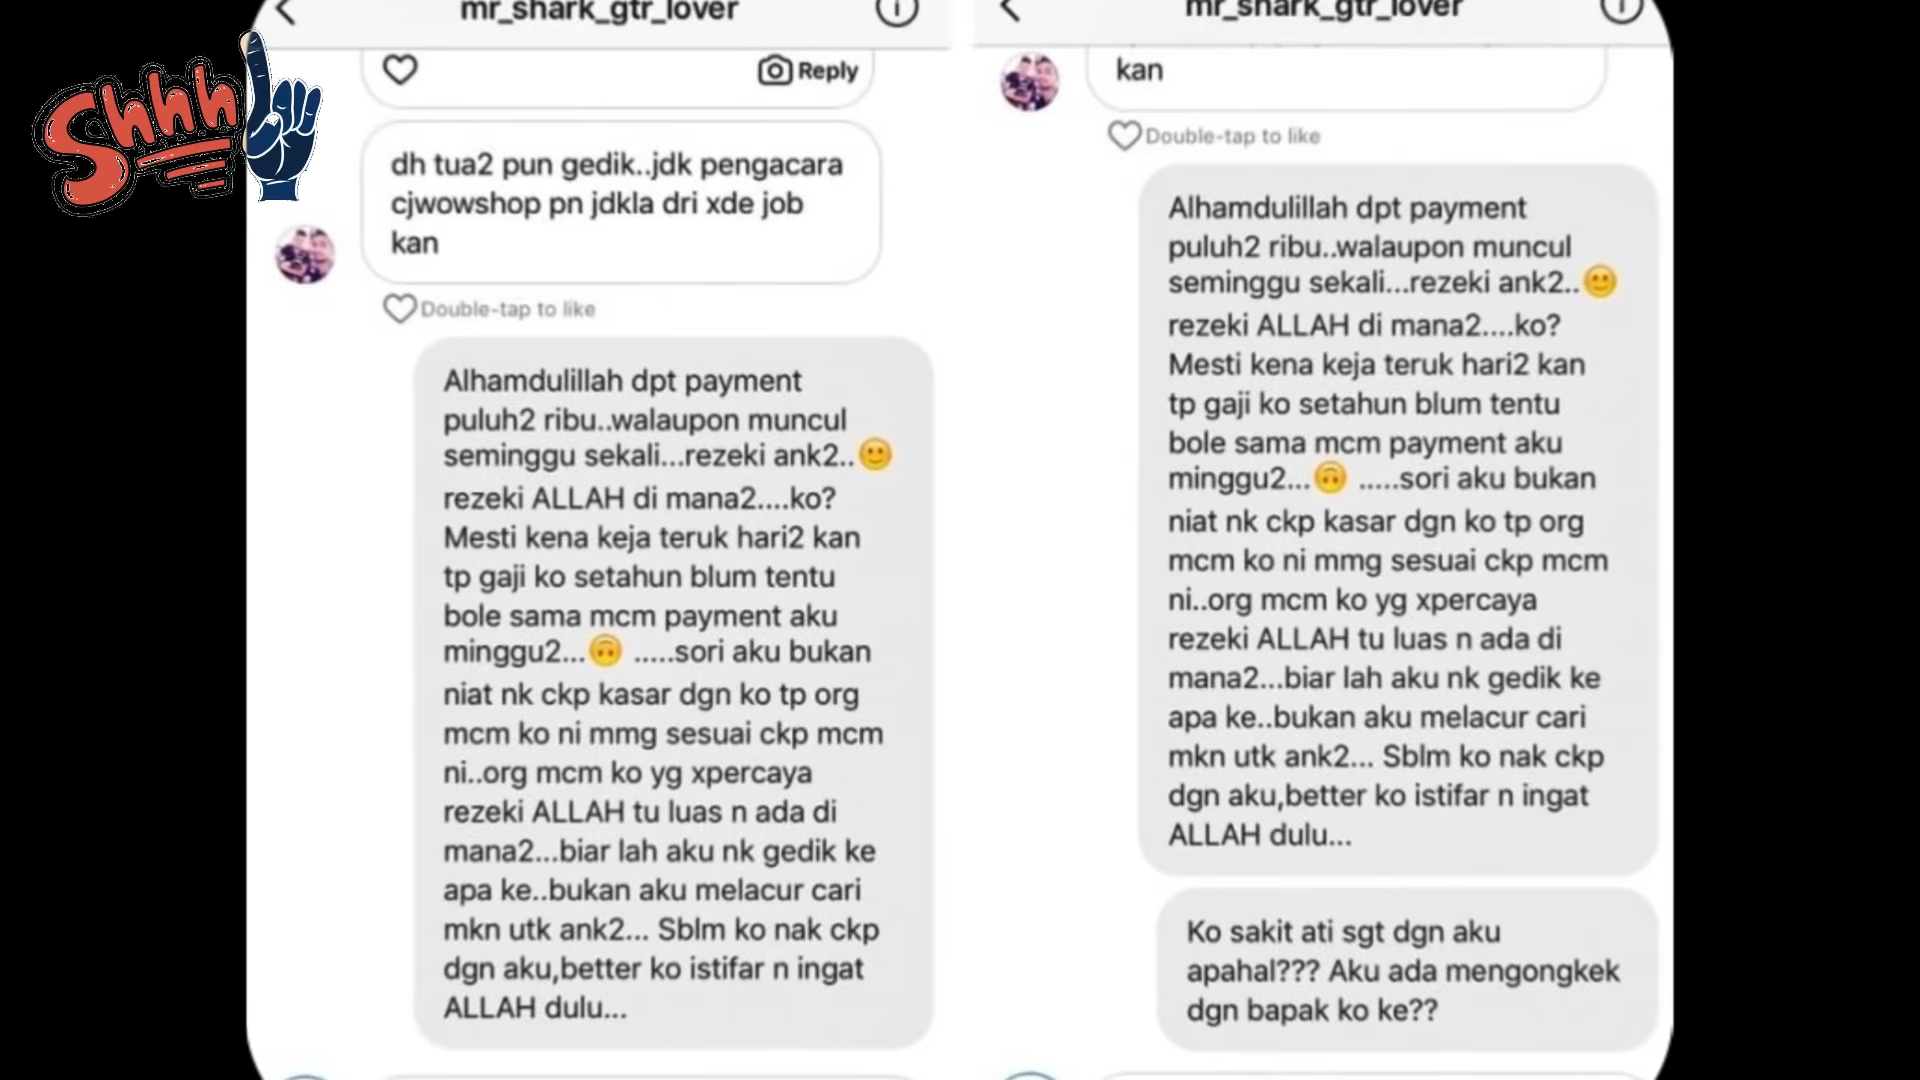 Shhh
mr_shark_gtr_lover
Reply
dh tua2 pun gedik..jdk pengacara
cjwowshop pn jdkla dri xde job
kan
Double-tap to like
Alhamdulillah dpt payment
puluh2 ribu..walaupon muncul
seminggu sekali...rezeki ank2..🙂
rezeki ALLAH di mana2....ko?
Mesti kena keja teruk hari2 kan
tp gaji ko setahun blum tentu
bole sama mcm payment aku
minggu2...🙃 .....sori aku bukan
niat nk ckp kasar dgn ko tp org
mcm ko ni mmg sesuai ckp mcm
ni..org mcm ko yg xpercaya
rezeki ALLAH tu luas n ada di
mana2...biar lah aku nk gedik ke
apa ke..bukan aku melacur cari
mkn utk ank2... Sblm ko nak ckp
dgn aku,better ko istifar n ingat
ALLAH dulu...
mr_shark_gtr_lover
kan
Double-tap to like
Alhamdulillah dpt payment
puluh2 ribu..walaupon muncul
seminggu sekali...rezeki ank2..🙂
rezeki ALLAH di mana2....ko?
Mesti kena keja teruk hari2 kan
tp gaji ko setahun blum tentu
bole sama mcm payment aku
minggu2...🙃 .....sori aku bukan
niat nk ckp kasar dgn ko tp org
mcm ko ni mmg sesuai ckp mcm
ni..org mcm ko yg xpercaya
rezeki ALLAH tu luas n ada di
mana2...biar lah aku nk gedik ke
apa ke..bukan aku melacur cari
mkn utk ank2... Sblm ko nak ckp
dgn aku,better ko istifar n ingat
ALLAH dulu...
Ko sakit ati sgt dgn aku
apahal??? Aku ada mengongkek
dgn bapak ko ke??